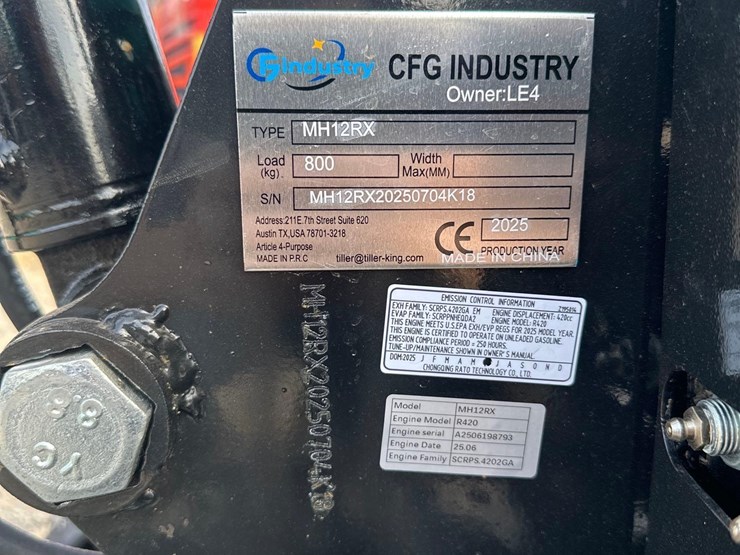 CFG industry CFG INDUSTRY
Owner:LE4
TYPE MH12RX
Load (kg). 800 Width Max(MM)
S/N MH12RX20250704K18
Address:211E.7th Street Suite 620
Austin TX,USA 78701-3218
Article 4-Purpose
MADE IN P.R.C tiller@tiller-king.com
CE 2025
PRODUCTION YEAR
MADE IN CHINA
EMISSION CONTROL INFORMATION
EXH FAMILY: SCRPS.4202GA EM ENGINE DISPLACEMENT: 420cc
EVAP FAMILY: SCRPPNHEQDA2 ENGINE MODEL: R420
THIS ENGINE MEETS U.S.EPA EXH/EVP REGS FOR 2025 MODEL YEAR.
THIS ENGINE IS CERTIFIED TO OPERATE ON UNLEADED GASOLINE.
EMISSION COMPLIANCE PERIOD = 250 HOURS.
TUNE-UP/MAINTENANCE SHOWN IN OWNER'S MANUAL.
DOM:2025 J F M A M J A S O N D
CHONGQING RATO TECHNOLOGY CO., LTD.
Model MH12RX
Engine Model R420
Engine serial A2506198793
Engine Date 25.06
Engine Family SCRPS.4202GA
MH12RX20250704K18
8.8